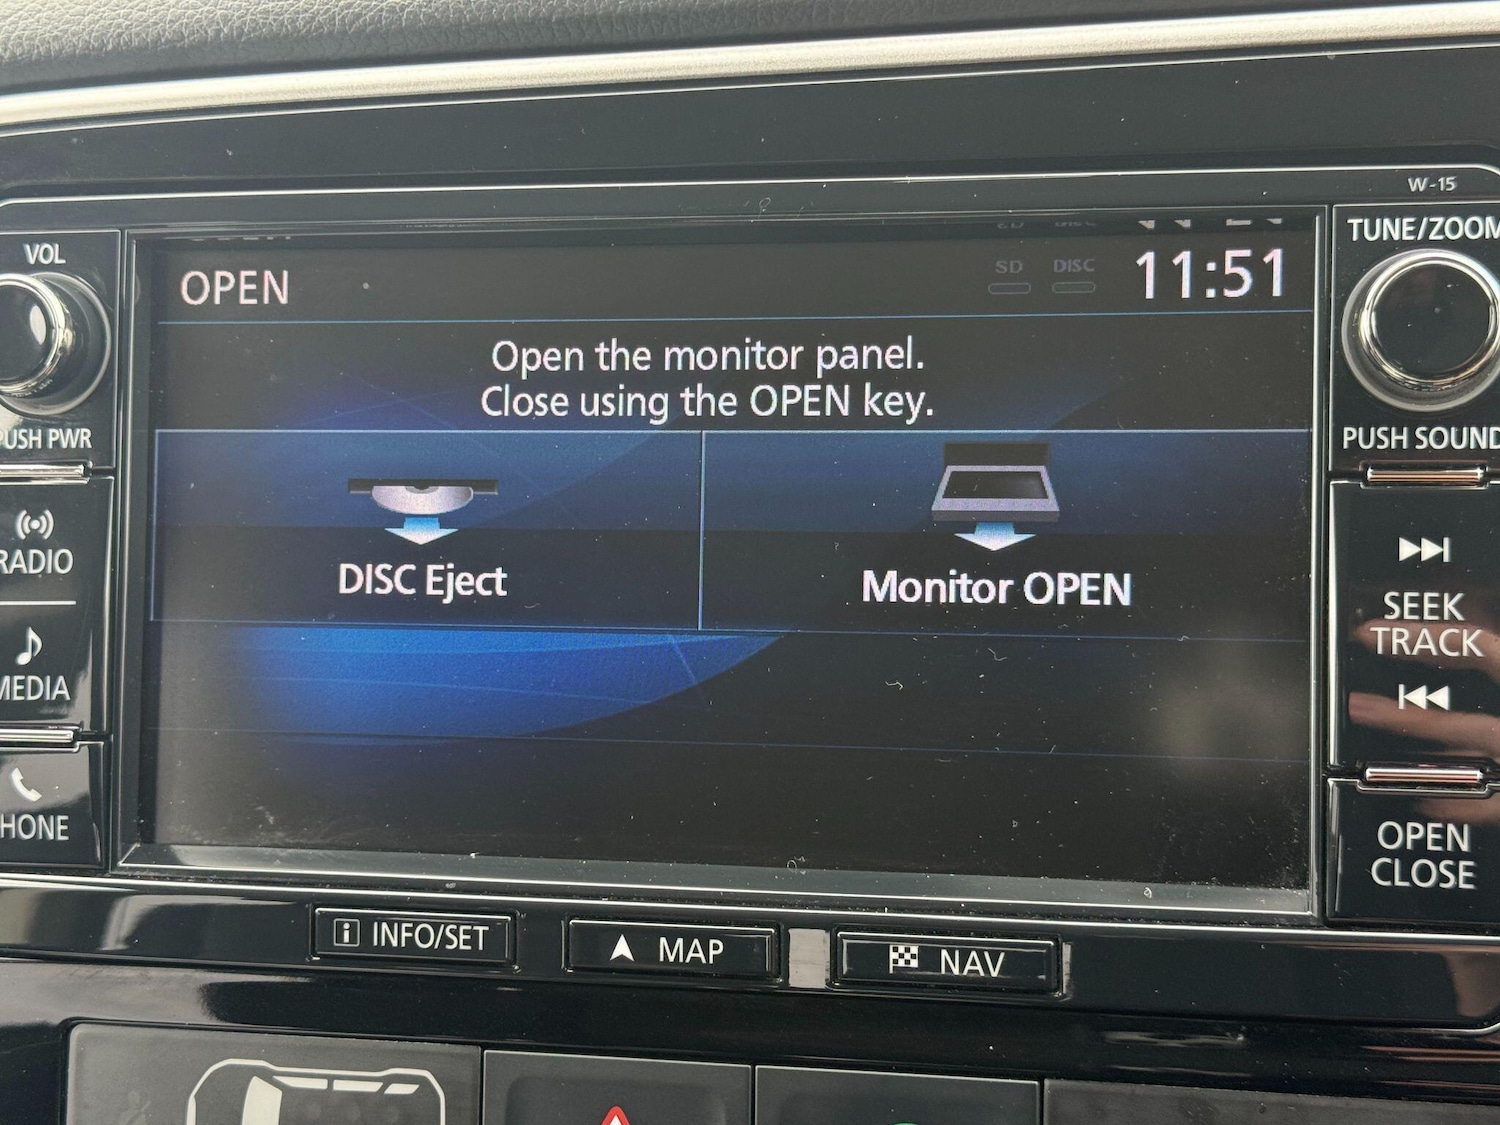 W-15
VOL
TUNE/ZOOM
OPEN
SD
DISC
11:51
Open the monitor panel.
Close using the OPEN key.
PUSH PWR
PUSH SOUND
RADIO
DISC Eject
Monitor OPEN
SEEK
TRACK
MEDIA
PHONE
OPEN
CLOSE
i INFO/SET
MAP
NAV